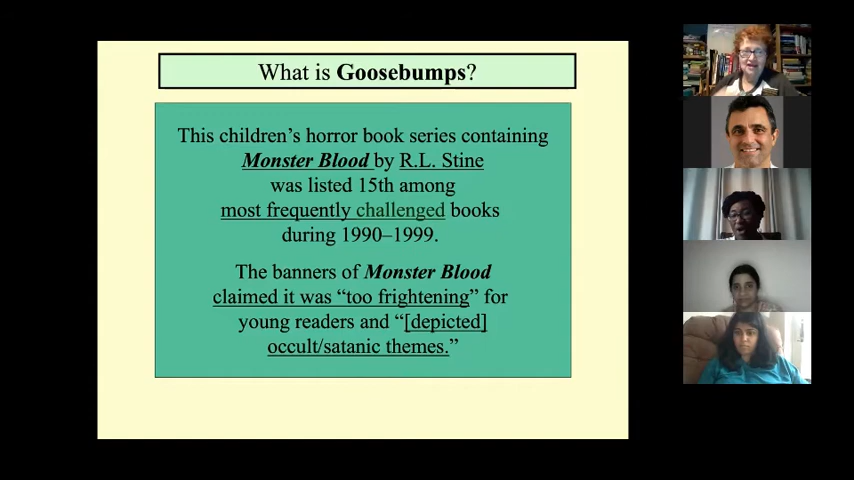 What is Goosebumps?
This children's horror book series containing
Monster Blood by R.L. Stine
was listed 15th among
most frequently challenged books
during 1990–1999.
The banners of Monster Blood
claimed it was “too frightening” for
young readers and “[depicted]
occult/satanic themes.”